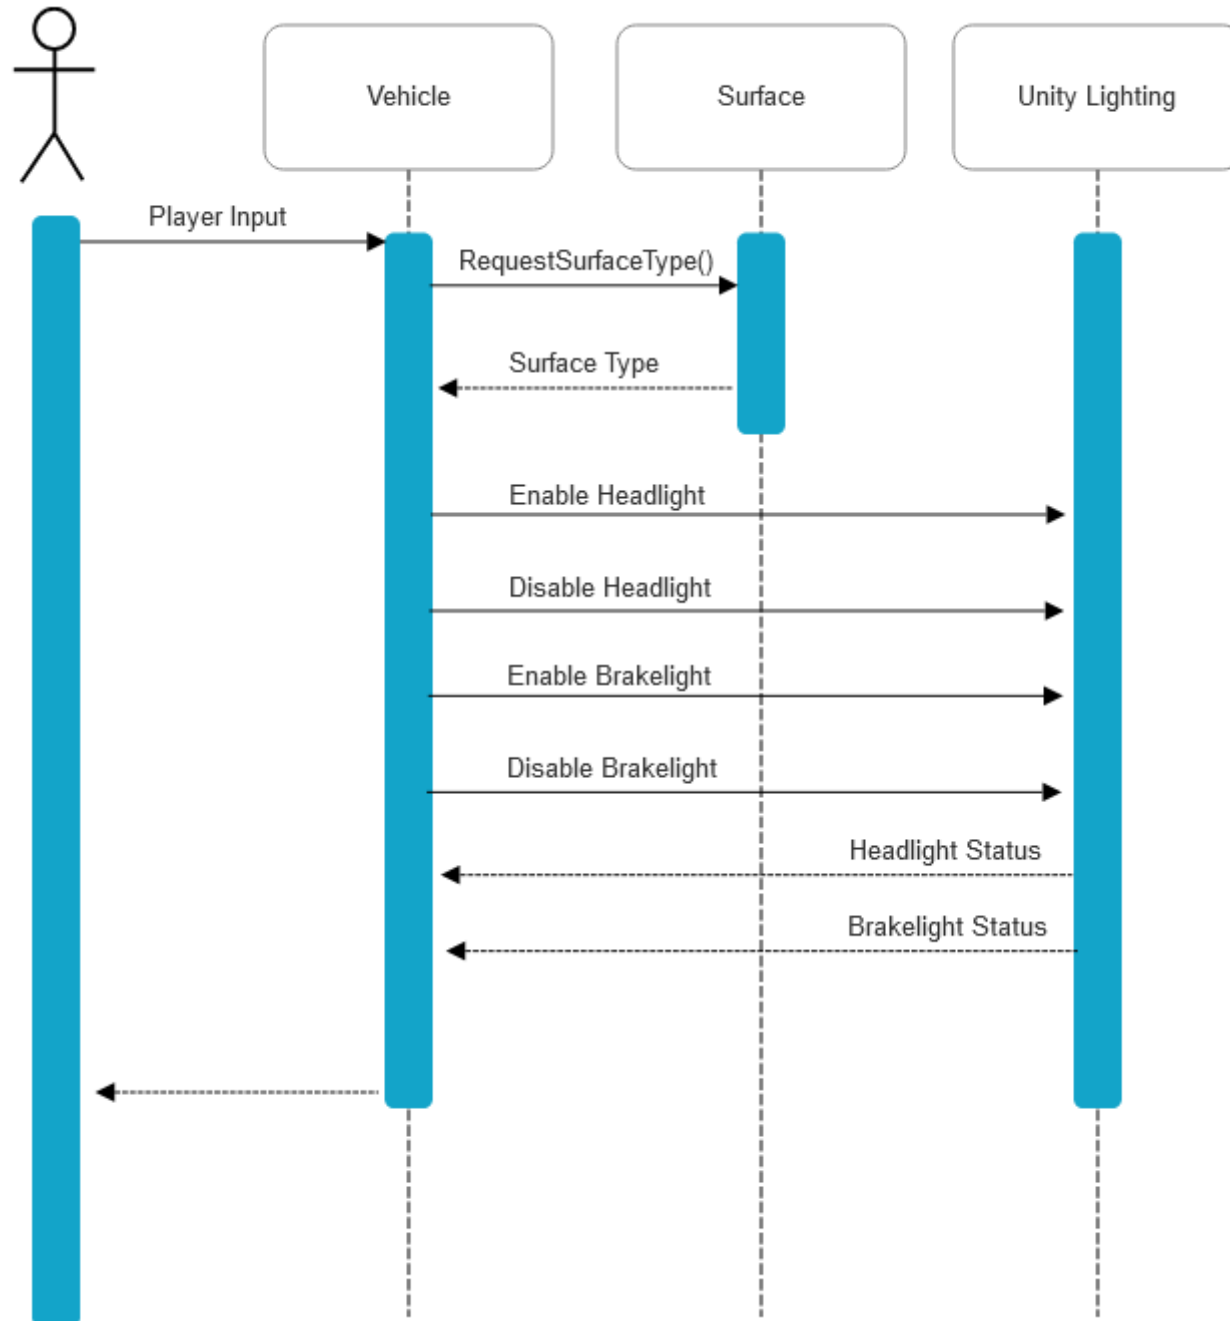 Vehicle
Surface
Unity Lighting
Player Input
RequestSurfaceType()
Surface Type
Enable Headlight
Disable Headlight
Enable Brakelight
Disable Brakelight
Headlight Status
Brakelight Status